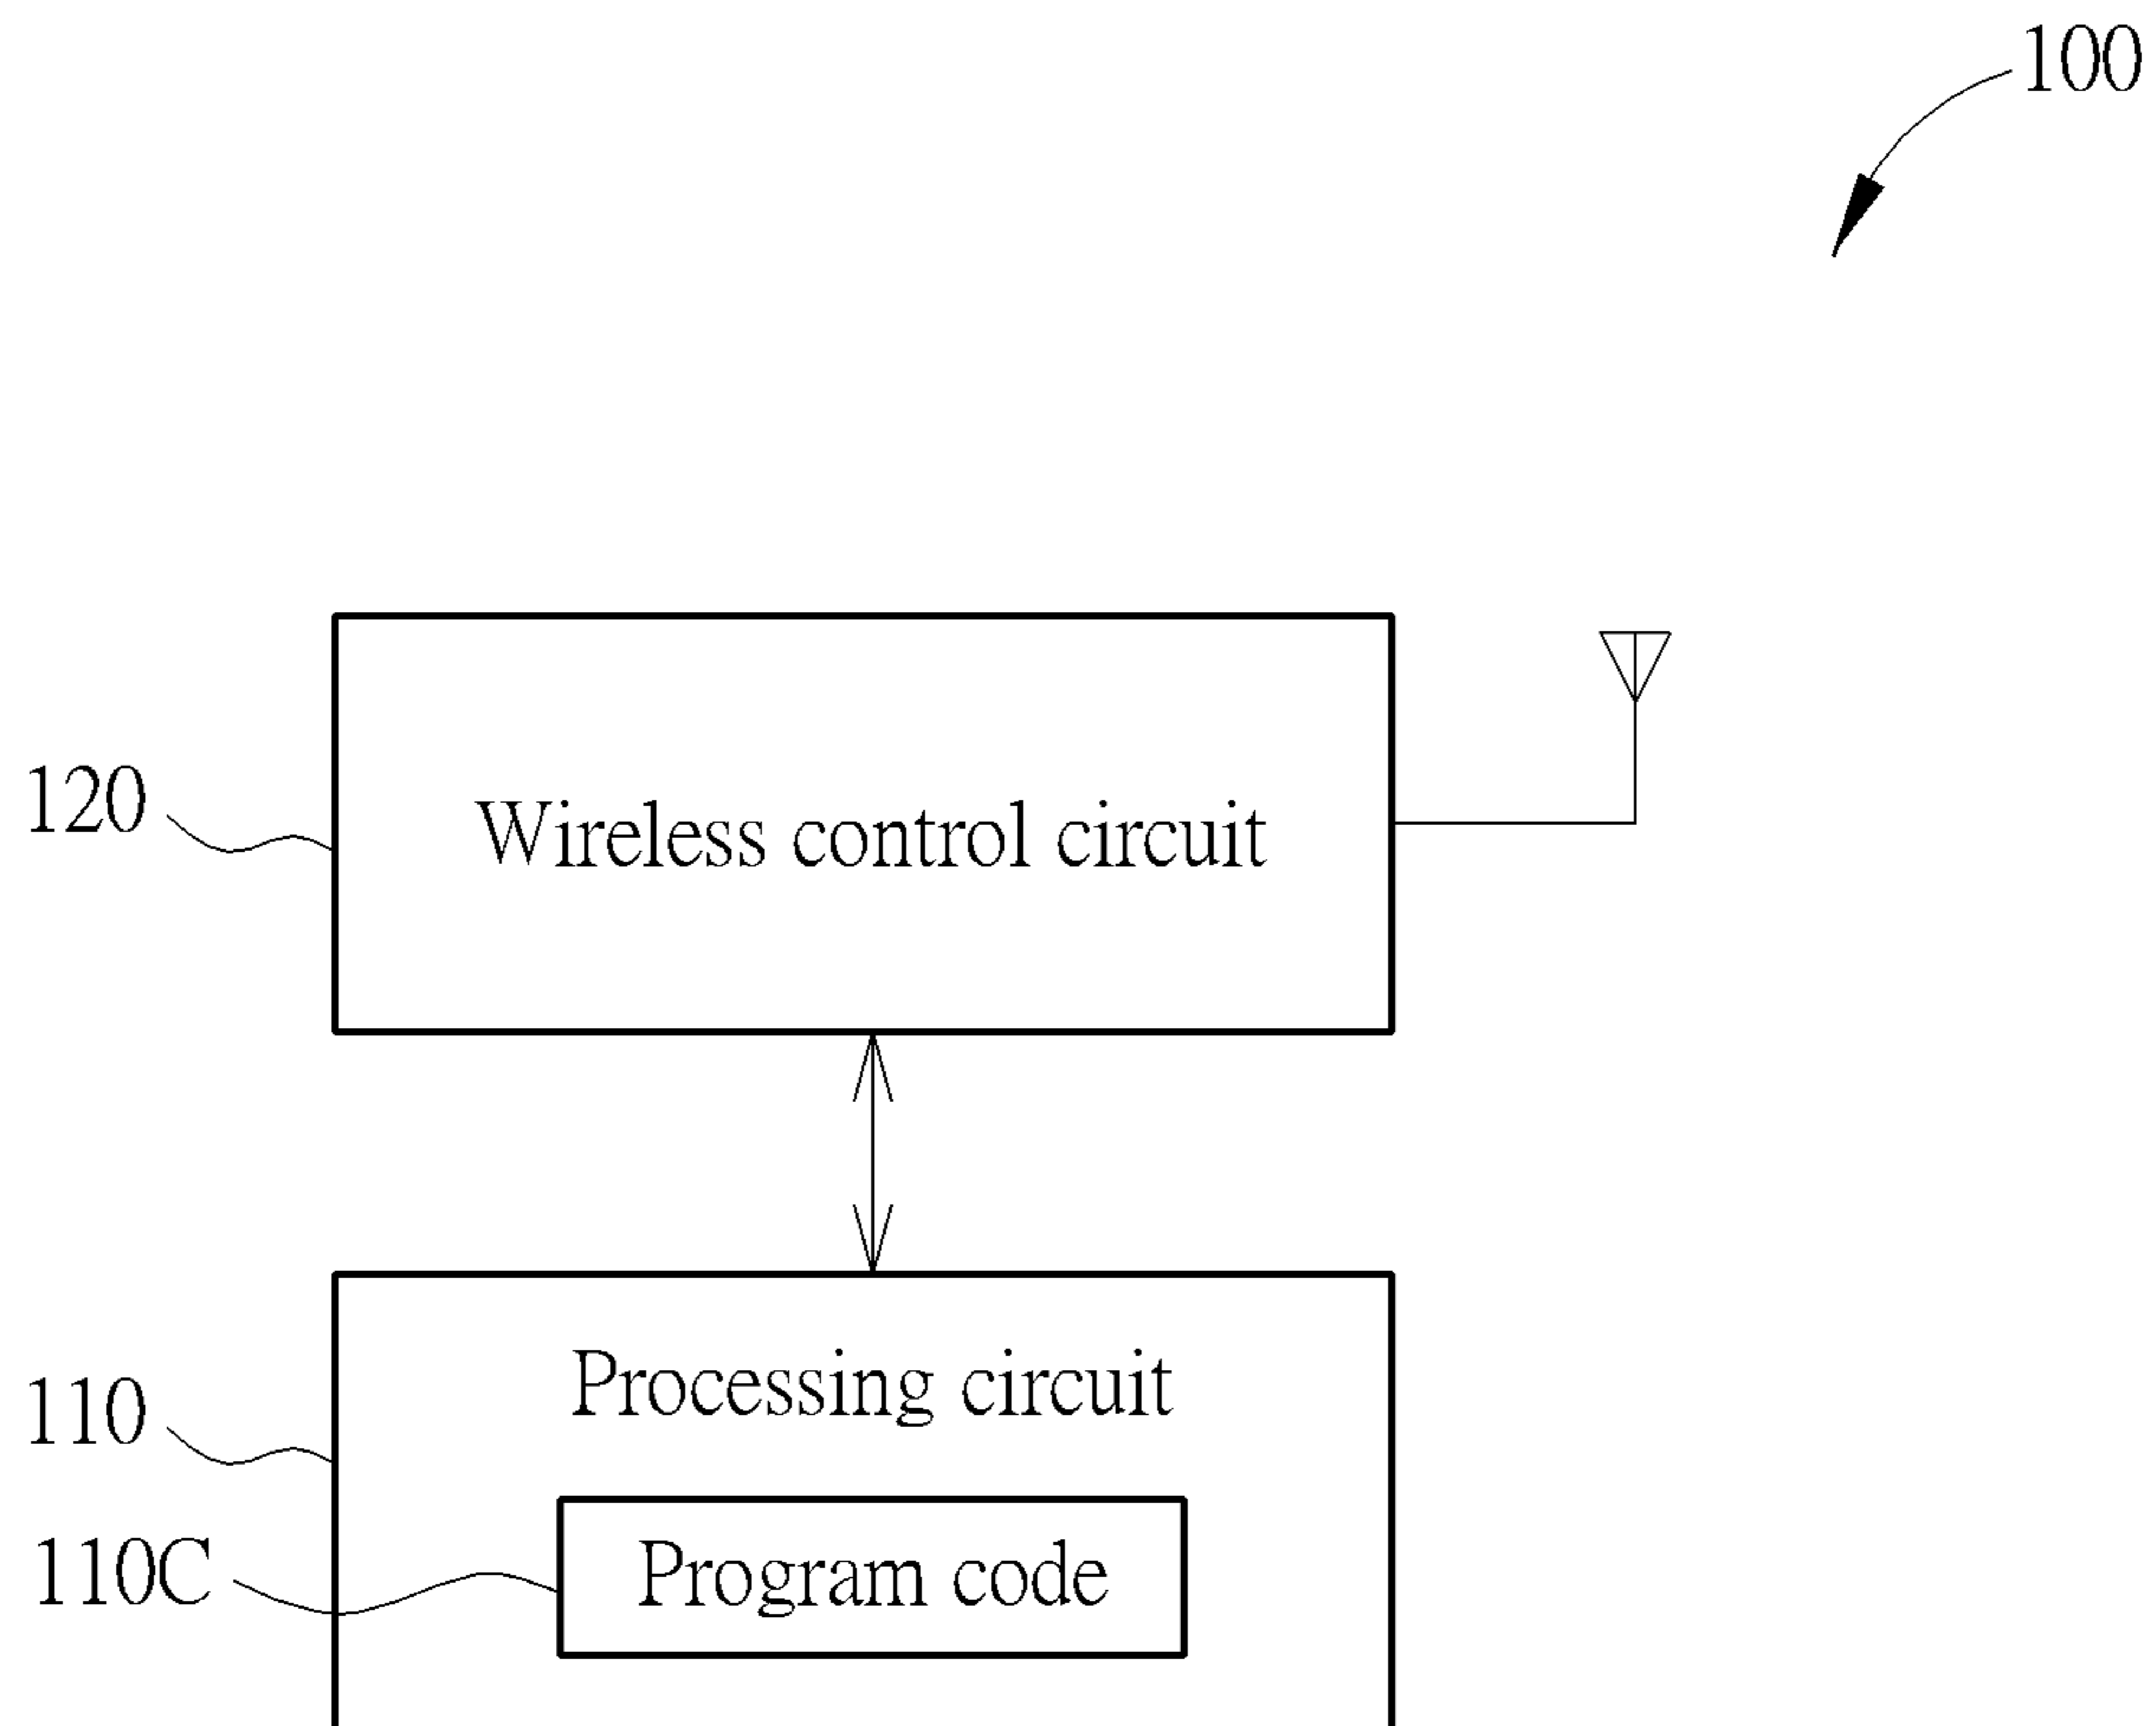 100
120
Wireless control circuit
110
Processing circuit
110C
Program code